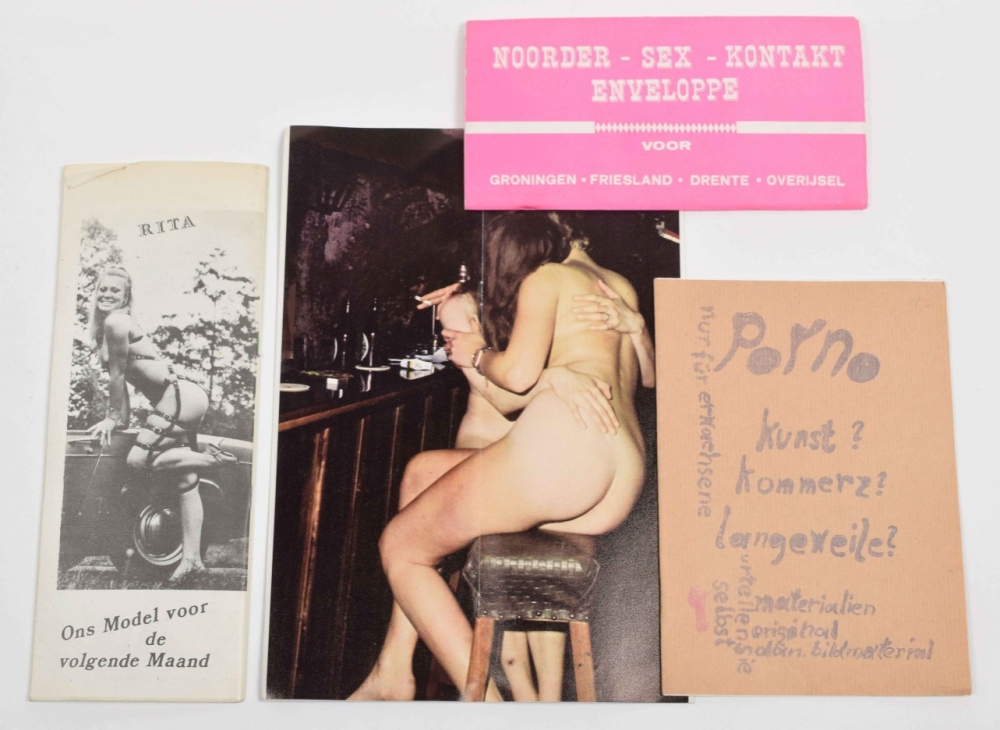 NOORDER - SEX - KONTAKT
ENVELOPPE
VOOR
GRONINGEN • FRIESLAND • DRENTE • OVERIJSEL
RITA
Ons Model voor
de
volgende Maand
Porno
nur für erwachsene
kunst?
kommerz?
langeweile?
urteilen sie
selbst
materialien
original
bildmaterial